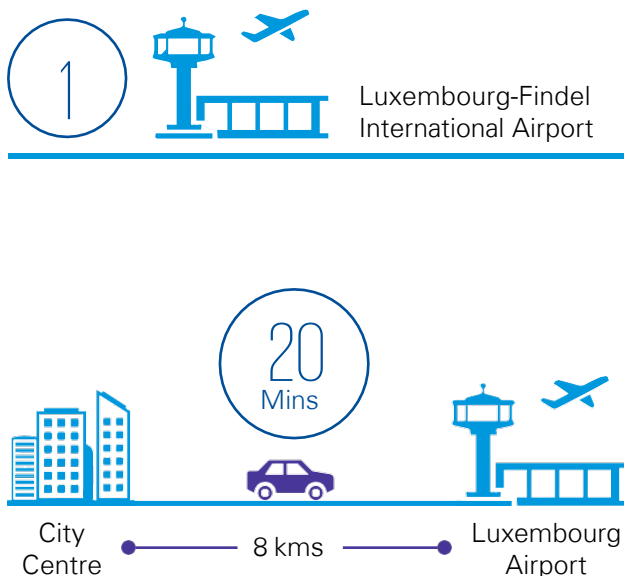 1
Luxembourg-Findel
International Airport
20
Mins
City
Centre
8 kms
Luxembourg
Airport